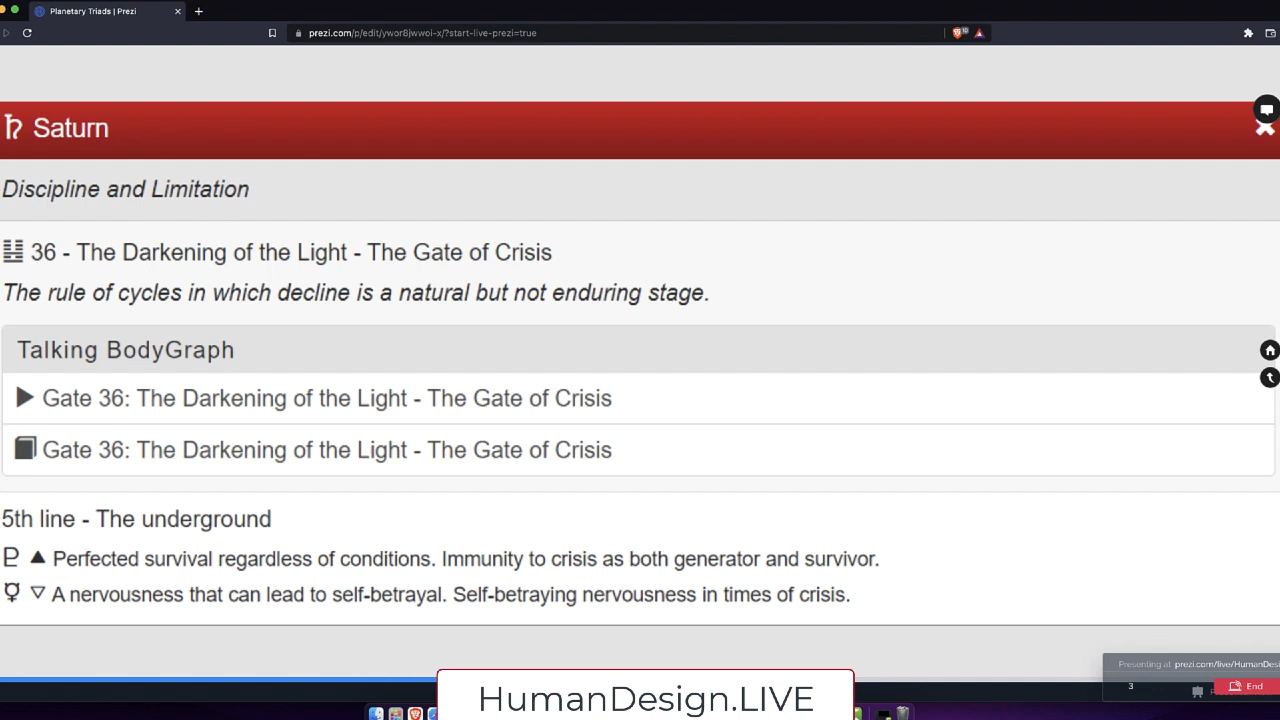 Planetary Triads | Prezi
prezi.com/p/edit/ywor8jwwoi-x/?start-live-prezi=true
♄ Saturn
Discipline and Limitation
36 - The Darkening of the Light - The Gate of Crisis
The rule of cycles in which decline is a natural but not enduring stage.
Talking BodyGraph
Gate 36: The Darkening of the Light - The Gate of Crisis
Gate 36: The Darkening of the Light - The Gate of Crisis
5th line - The underground
Perfected survival regardless of conditions. Immunity to crisis as both generator and survivor.
☿ ▽ A nervousness that can lead to self-betrayal. Self-betraying nervousness in times of crisis.
Presenting at prezi.com/live/HumanDesi
3
End
HumanDesign.LIVE